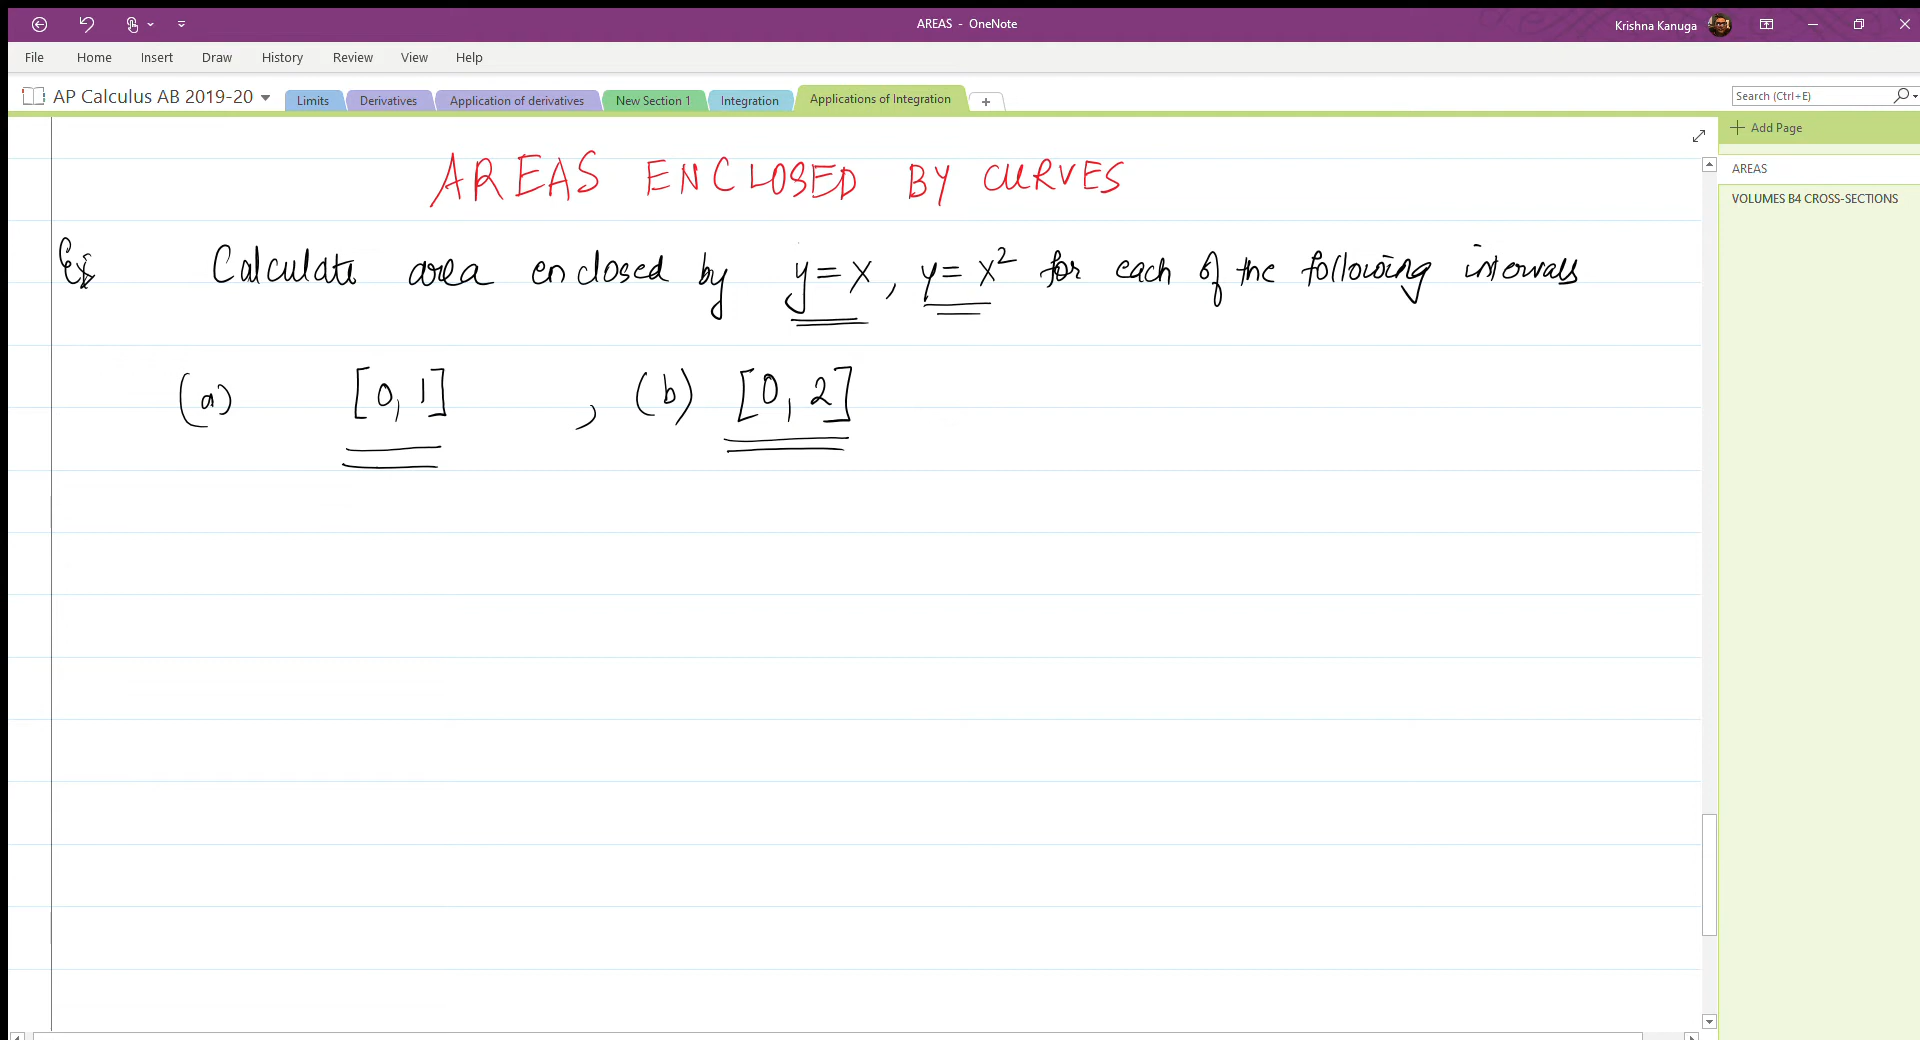 AREAS - OneNote
Krishna Kanuga
File Home Insert Draw History Review View Help
AP Calculus AB 2019-20 Limits Derivatives Application of derivatives New Section 1 Integration Applications of Integration +
Search (Ctrl+E)
Add Page
AREAS
VOLUMES B4 CROSS-SECTIONS
AREAS ENCLOSED BY CURVES
Ex Calculate area enclosed by y=x, y=x² for each of the following intervals
(a) [0,1] , (b) [0,2]